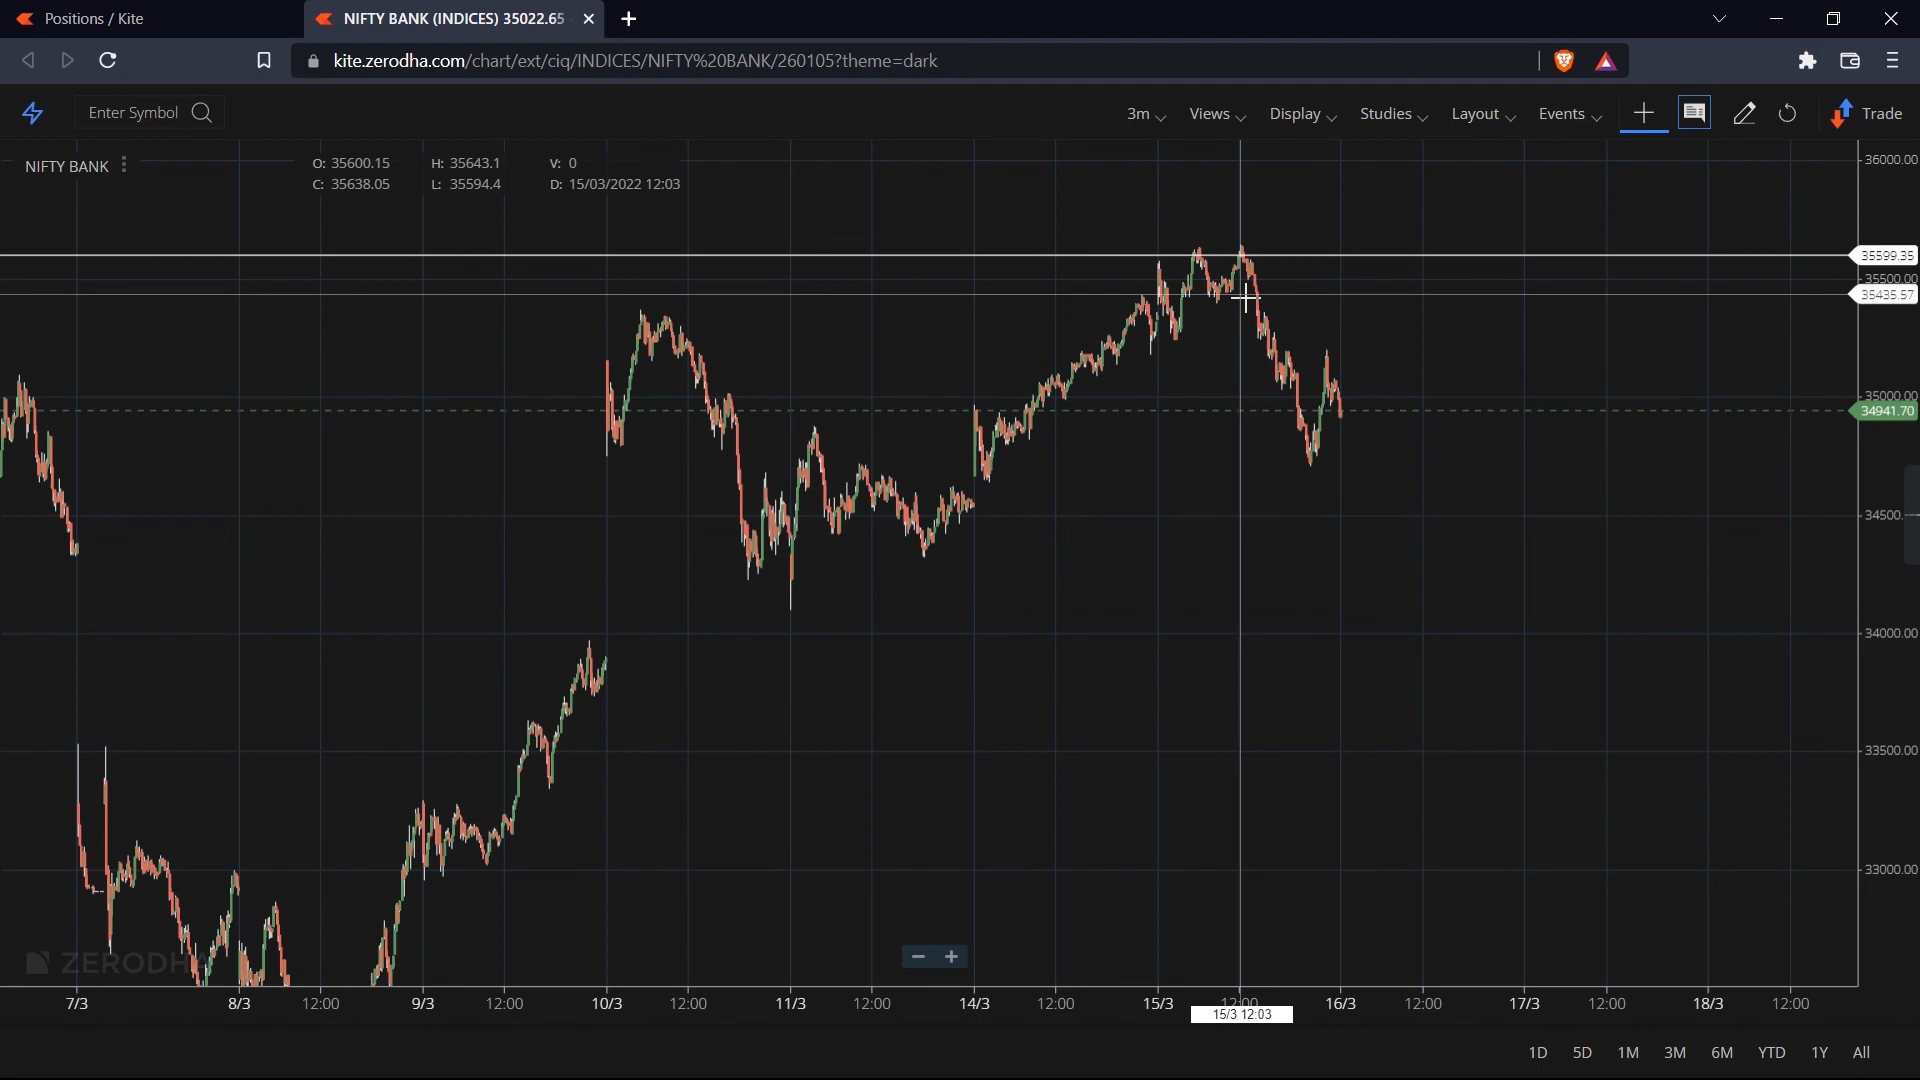 Positions / Kite
NIFTY BANK (INDICES) 35022.65
kite.zerodha.com/chart/ext/ciq/INDICES/NIFTY%20BANK/260105?theme=dark
Enter Symbol
3m
Views
Display
Studies
Layout
Events
Trade
NIFTY BANK
O: 35600.15 H: 35643.1 V: 0
C: 35638.05 L: 35594.4 D: 15/03/2022 12:03
36000.00
35599.35
35500.00
35435.57
35000.00
34941.70
34500.
34000.00
33500.00
33000.00
7/3 8/3 12:00 9/3 12:00 10/3 12:00 11/3 12:00 14/3 12:00 15/3 12:00 16/3 12:00 17/3 12:00 18/3 12:00
15/3 12:03
1D 5D 1M 3M 6M YTD 1Y All